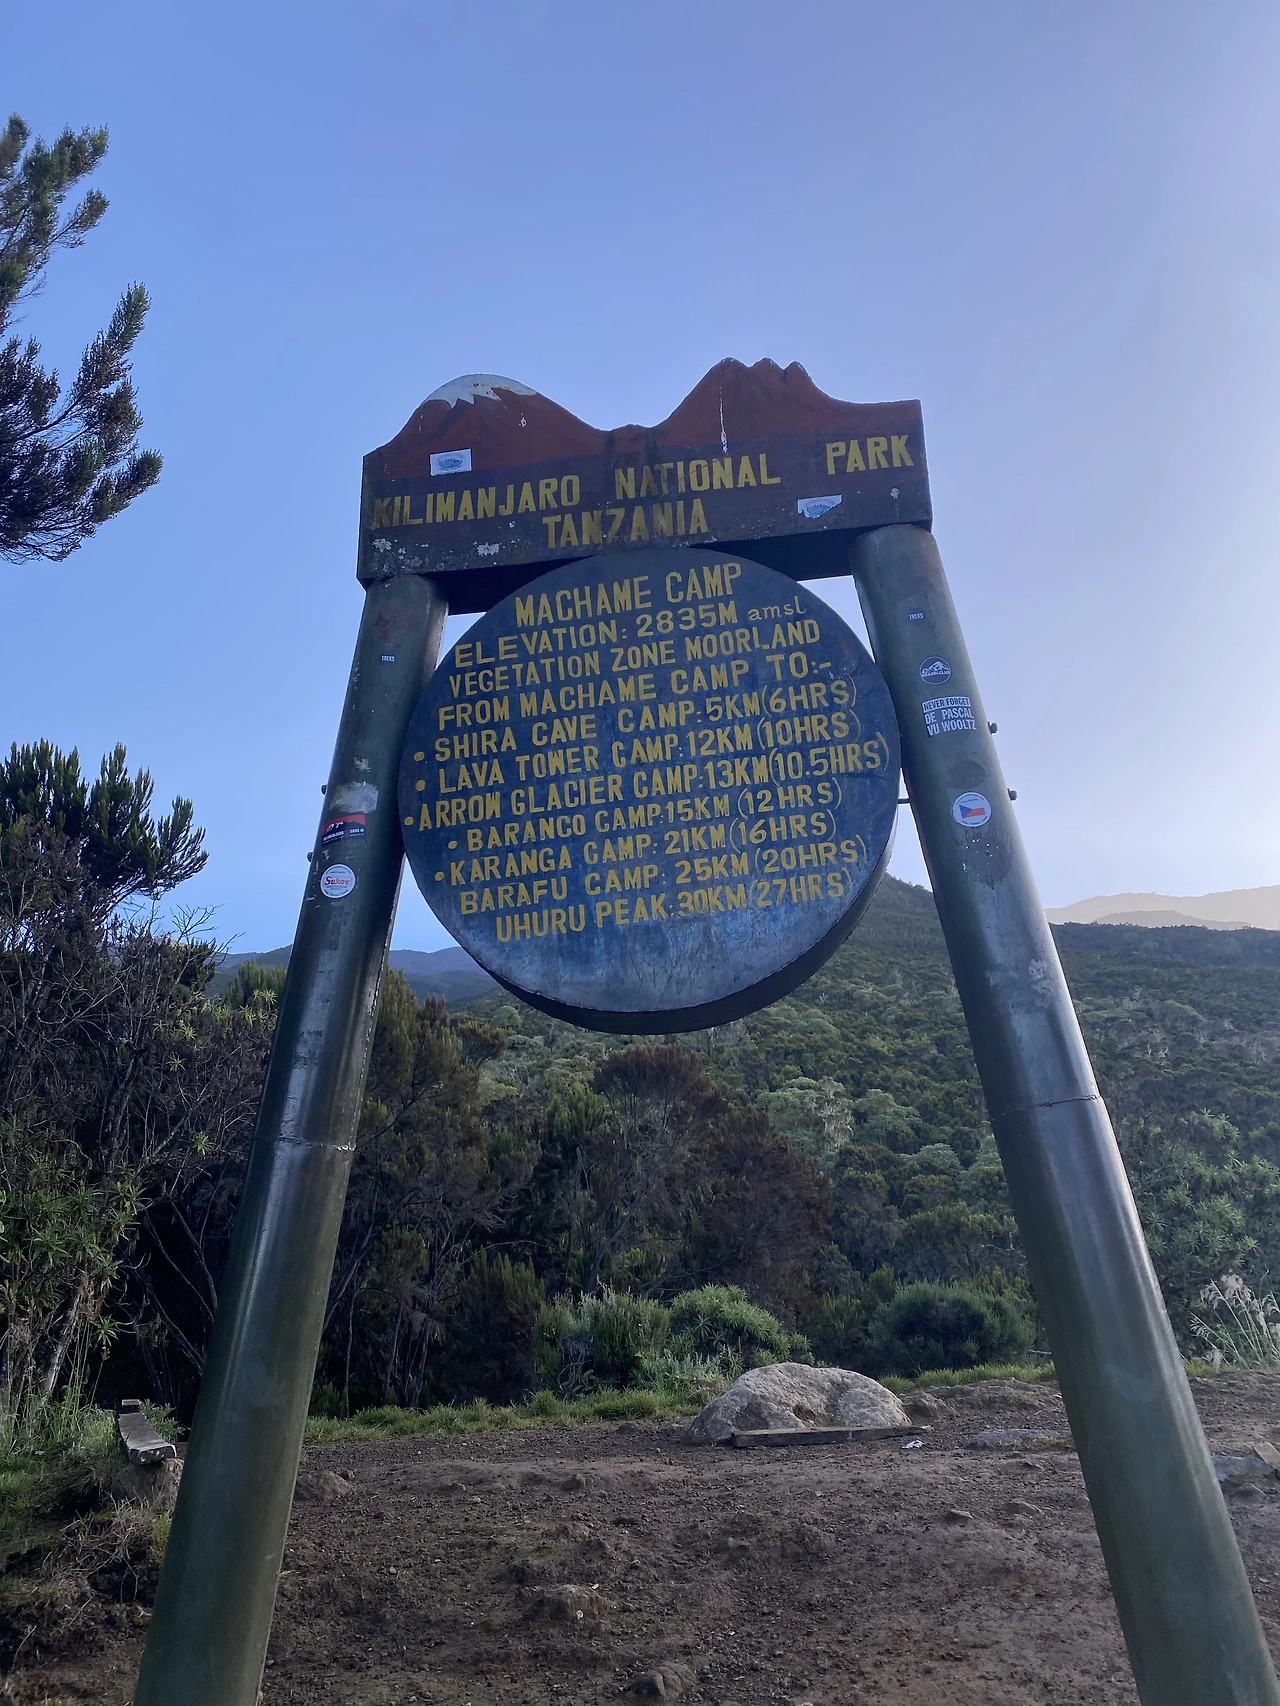 KILIMANJARO NATIONAL PARK
TANZANIA
MACHAME CAMP
ELEVATION: 2835M amsl
VEGETATION ZONE MOORLAND
FROM MACHAME CAMP TO:-
• SHIRA CAVE CAMP: 5KM(6HRS)
• LAVA TOWER CAMP: 12KM(10HRS)
• ARROW GLACIER CAMP: 13KM(10.5HRS)
• BARANCO CAMP: 15KM (12HRS)
• KARANGA CAMP: 21KM(16HRS)
BARAFU CAMP: 25KM(20HRS)
UHURU PEAK: 30KM(27HRS)
TREKS
TREKS
NEVER FORGET
DE PASCAL
VU WOOLTZ